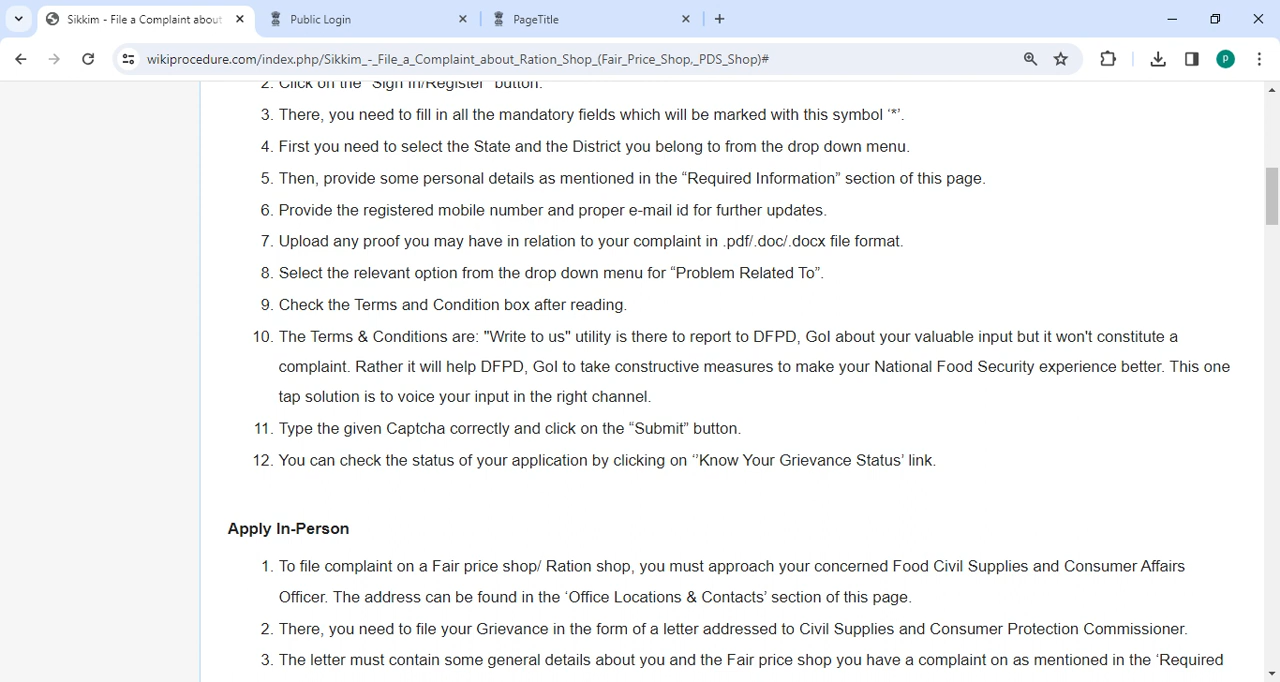 Sikkim - File a Complaint about
Public Login
PageTitle
wikiprocedure.com/index.php/Sikkim_-_File_a_Complaint_about_Ration_Shop_(Fair_Price_Shop,_PDS_Shop)#
P
2. Click on the “Sign In/Register” button.
3. There, you need to fill in all the mandatory fields which will be marked with this symbol ‘*’.
4. First you need to select the State and the District you belong to from the drop down menu.
5. Then, provide some personal details as mentioned in the “Required Information” section of this page.
6. Provide the registered mobile number and proper e-mail id for further updates.
7. Upload any proof you may have in relation to your complaint in .pdf/.doc/.docx file format.
8. Select the relevant option from the drop down menu for “Problem Related To”.
9. Check the Terms and Condition box after reading.
10. The Terms & Conditions are: "Write to us" utility is there to report to DFPD, GoI about your valuable input but it won't constitute a
complaint. Rather it will help DFPD, GoI to take constructive measures to make your National Food Security experience better. This one
tap solution is to voice your input in the right channel.
11. Type the given Captcha correctly and click on the “Submit” button.
12. You can check the status of your application by clicking on ‘'Know Your Grievance Status’ link.
Apply In-Person
1. To file complaint on a Fair price shop/ Ration shop, you must approach your concerned Food Civil Supplies and Consumer Affairs
Officer. The address can be found in the ‘Office Locations & Contacts’ section of this page.
2. There, you need to file your Grievance in the form of a letter addressed to Civil Supplies and Consumer Protection Commissioner.
3. The letter must contain some general details about you and the Fair price shop you have a complaint on as mentioned in the ‘Required